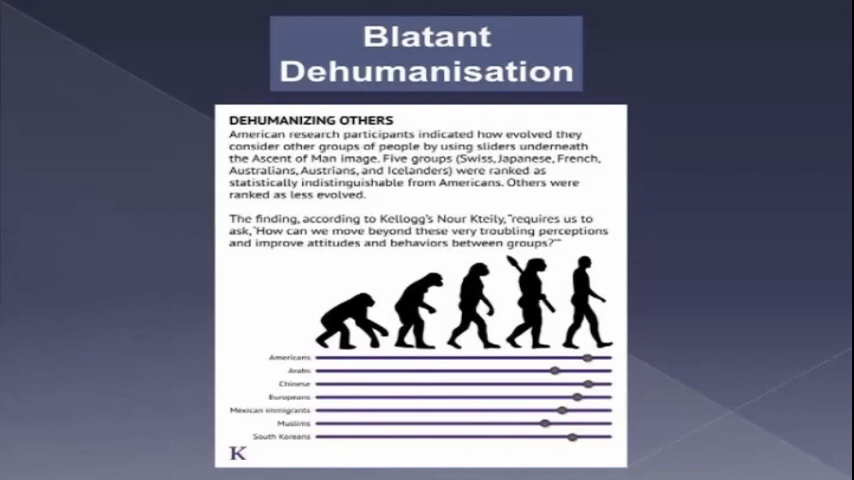 Blatant
Dehumanisation
DEHUMANIZING OTHERS
American research participants indicated how evolved they
consider other groups of people by using sliders underneath
the Ascent of Man image. Five groups (Swiss, Japanese, French,
Australians, Austrians, and Icelanders) were ranked as
statistically indistinguishable from Americans. Others were
ranked as less evolved.
The finding, according to Kellogg's Nour Kteily, "requires us to
ask, 'How can we move beyond these very troubling perceptions
and improve attitudes and behaviors between groups?'"
Americans
Arabs
Chinese
Europeans
Mexican immigrants
Muslims
South Koreans
K